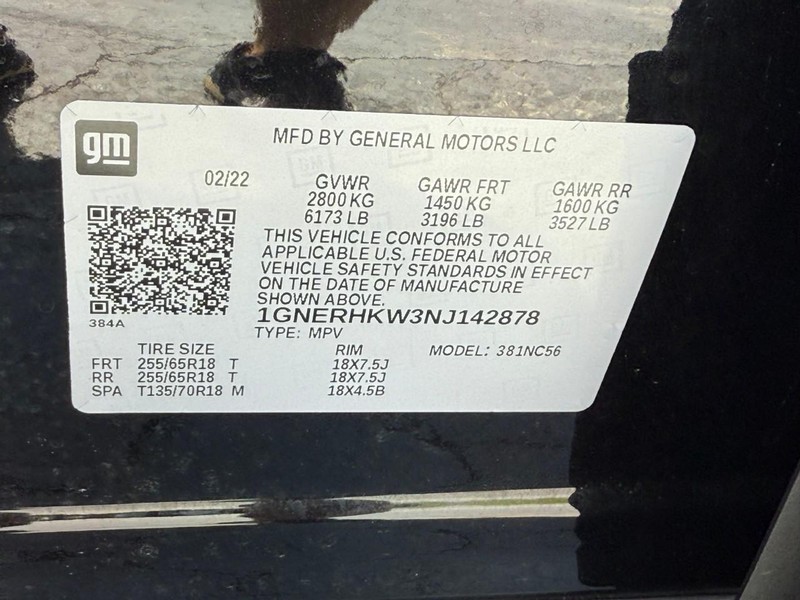 gm
MFD BY GENERAL MOTORS LLC
02/22 GVWR GAWR FRT GAWR RR
2800 KG 1450 KG 1600 KG
6173 LB 3196 LB 3527 LB
THIS VEHICLE CONFORMS TO ALL
APPLICABLE U.S. FEDERAL MOTOR
VEHICLE SAFETY STANDARDS IN EFFECT
ON THE DATE OF MANUFACTURE
SHOWN ABOVE.
1GNERHKW3NJ142878
384A
TYPE: MPV
TIRE SIZE RIM MODEL: 381NC56
FRT 255/65R18 T 18X7.5J
RR 255/65R18 T 18X7.5J
SPA T135/70R18 M 18X4.5B